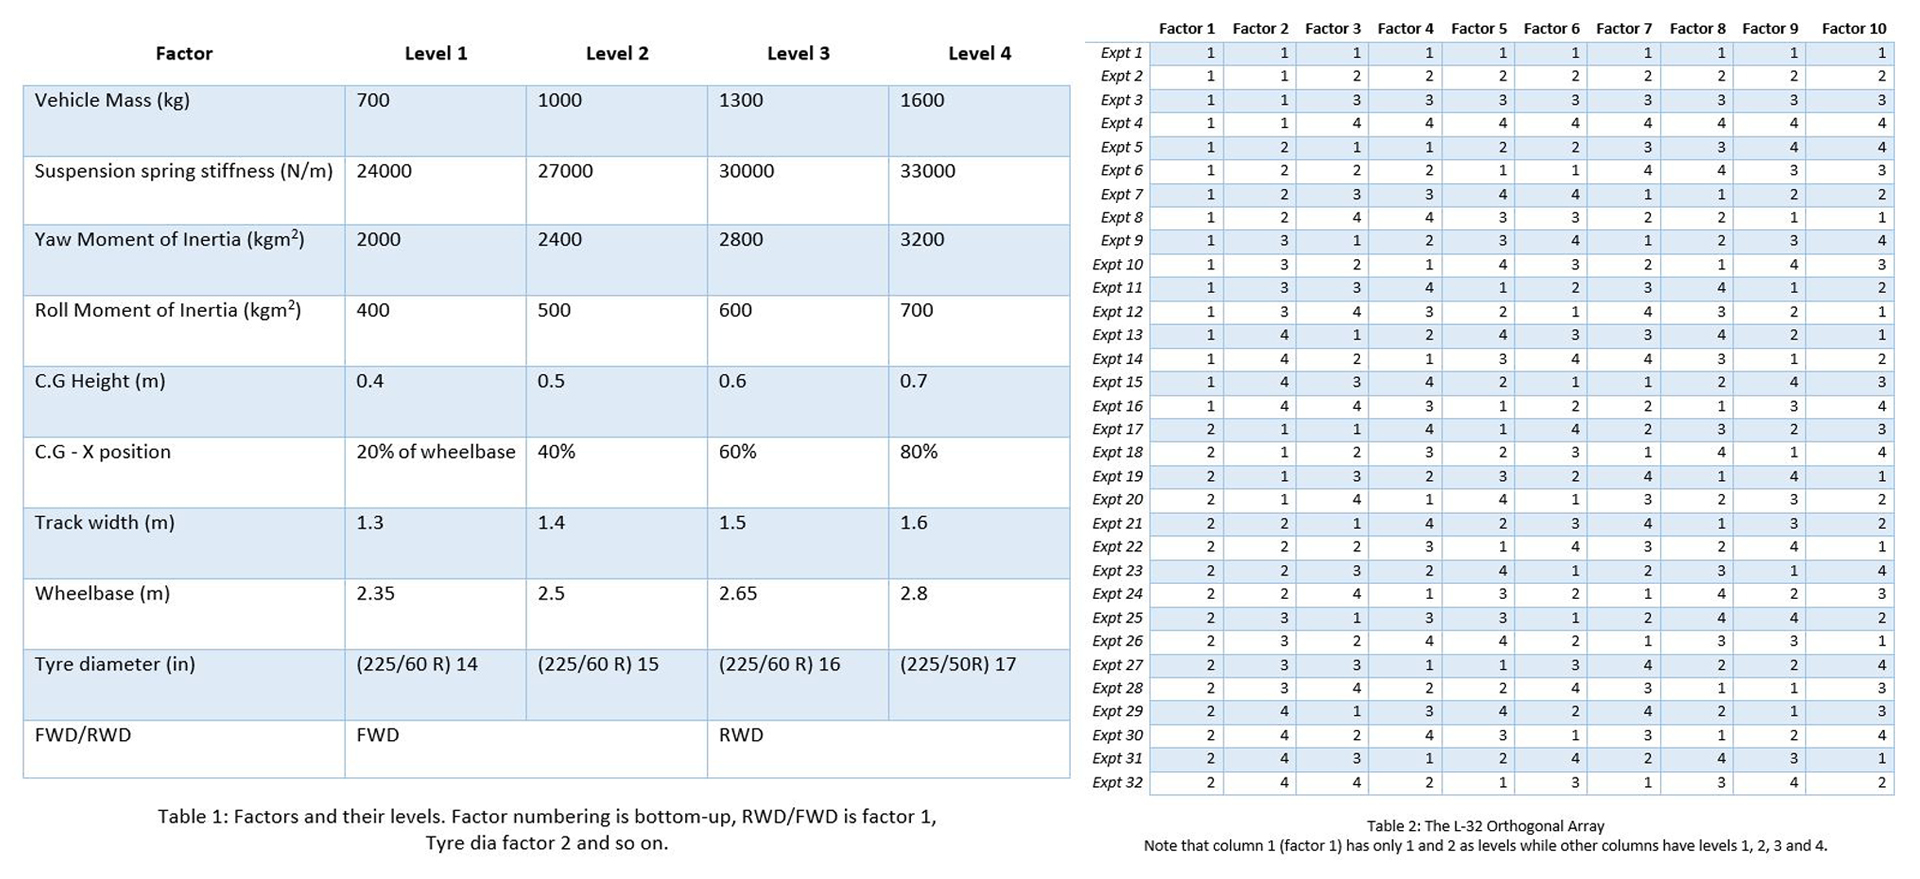 Factor Level 1 Level 2 Level 3 Level 4
Vehicle Mass (kg) 700 1000 1300 1600
Suspension spring stiffness (N/m) 24000 27000 30000 33000
Yaw Moment of Inertia (kgm²) 2000 2400 2800 3200
Roll Moment of Inertia (kgm²) 400 500 600 700
C.G Height (m) 0.4 0.5 0.6 0.7
C.G - X position 20% of wheelbase 40% 60% 80%
Track width (m) 1.3 1.4 1.5 1.6
Wheelbase (m) 2.35 2.5 2.65 2.8
Tyre diameter (in) (225/60 R) 14 (225/60 R) 15 (225/60 R) 16 (225/50R) 17
FWD/RWD FWD RWD
Table 1: Factors and their levels. Factor numbering is bottom-up, RWD/FWD is factor 1,
Tyre dia factor 2 and so on.
Factor 1 Factor 2 Factor 3 Factor 4 Factor 5 Factor 6 Factor 7 Factor 8 Factor 9 Factor 10
Expt 1 1 1 1 1 1 1 1 1 1 1
Expt 2 1 1 2 2 2 2 2 2 2 2
Expt 3 1 1 3 3 3 3 3 3 3 3
Expt 4 1 1 4 4 4 4 4 4 4 4
Expt 5 1 2 1 1 2 2 3 3 4 4
Expt 6 1 2 2 2 1 1 4 4 3 3
Expt 7 1 2 3 3 4 4 1 1 2 2
Expt 8 1 2 4 4 3 3 2 2 1 1
Expt 9 1 3 1 2 3 4 1 2 3 4
Expt 10 1 3 2 1 4 3 2 1 4 3
Expt 11 1 3 3 4 1 2 3 4 1 2
Expt 12 1 3 4 3 2 1 4 3 2 1
Expt 13 1 4 1 2 4 3 3 4 2 1
Expt 14 1 4 2 1 3 4 4 3 1 2
Expt 15 1 4 3 4 2 1 1 2 4 3
Expt 16 1 4 4 3 1 2 2 1 3 4
Expt 17 2 1 1 4 1 4 2 3 2 3
Expt 18 2 1 2 3 2 3 1 4 1 4
Expt 19 2 1 3 2 3 2 4 1 4 1
Expt 20 2 1 4 1 4 1 3 2 3 2
Expt 21 2 2 1 4 2 3 4 1 3 2
Expt 22 2 2 2 3 1 4 3 2 4 1
Expt 23 2 2 3 2 4 1 2 3 1 4
Expt 24 2 2 4 1 3 2 1 4 2 3
Expt 25 2 3 1 3 3 1 2 4 4 2
Expt 26 2 3 2 4 4 2 1 3 3 1
Expt 27 2 3 3 1 1 3 4 2 2 4
Expt 28 2 3 4 2 2 4 3 1 1 3
Expt 29 2 4 1 3 4 2 4 2 1 3
Expt 30 2 4 2 4 3 1 3 1 2 4
Expt 31 2 4 3 1 2 4 2 4 3 1
Expt 32 2 4 4 2 1 3 1 3 4 2
Table 2: The L-32 Orthogonal Array
Note that column 1 (factor 1) has only 1 and 2 as levels while other columns have levels 1, 2, 3 and 4.